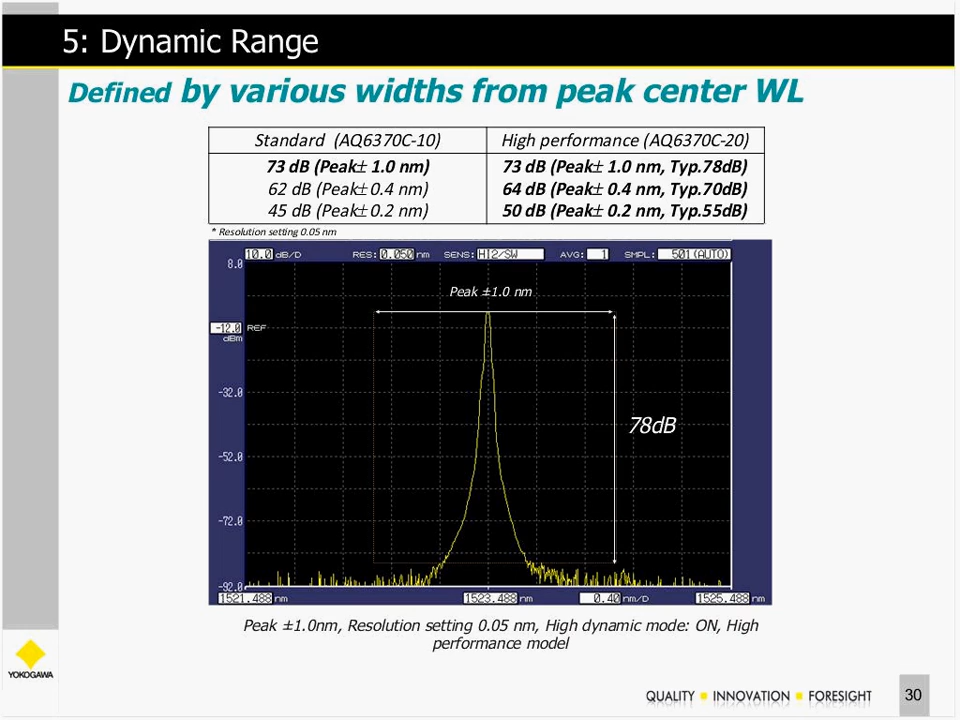 5: Dynamic Range
Defined by various widths from peak center WL
Standard (AQ6370C-10) High performance (AQ6370C-20)
73 dB (Peak± 1.0 nm) 73 dB (Peak± 1.0 nm, Typ.78dB)
62 dB (Peak± 0.4 nm) 64 dB (Peak± 0.4 nm, Typ.70dB)
45 dB (Peak± 0.2 nm) 50 dB (Peak± 0.2 nm, Typ.55dB)
* Resolution setting 0.05 nm
10.0 dB/D RES: 0.050 nm SENS: HI2/SW AVG: 1 SMPL: 501(AUTO)
8.0
Peak ±1.0 nm
-12.0 REF
dBm
-32.0
78dB
-52.0
-72.0
-92.0
1521.488 nm 1523.488 nm 0.40 nm/D 1525.488 nm
Peak ±1.0nm, Resolution setting 0.05 nm, High dynamic mode: ON, High
performance model
YOKOGAWA
QUALITY ■ INNOVATION ■ FORESIGHT 30